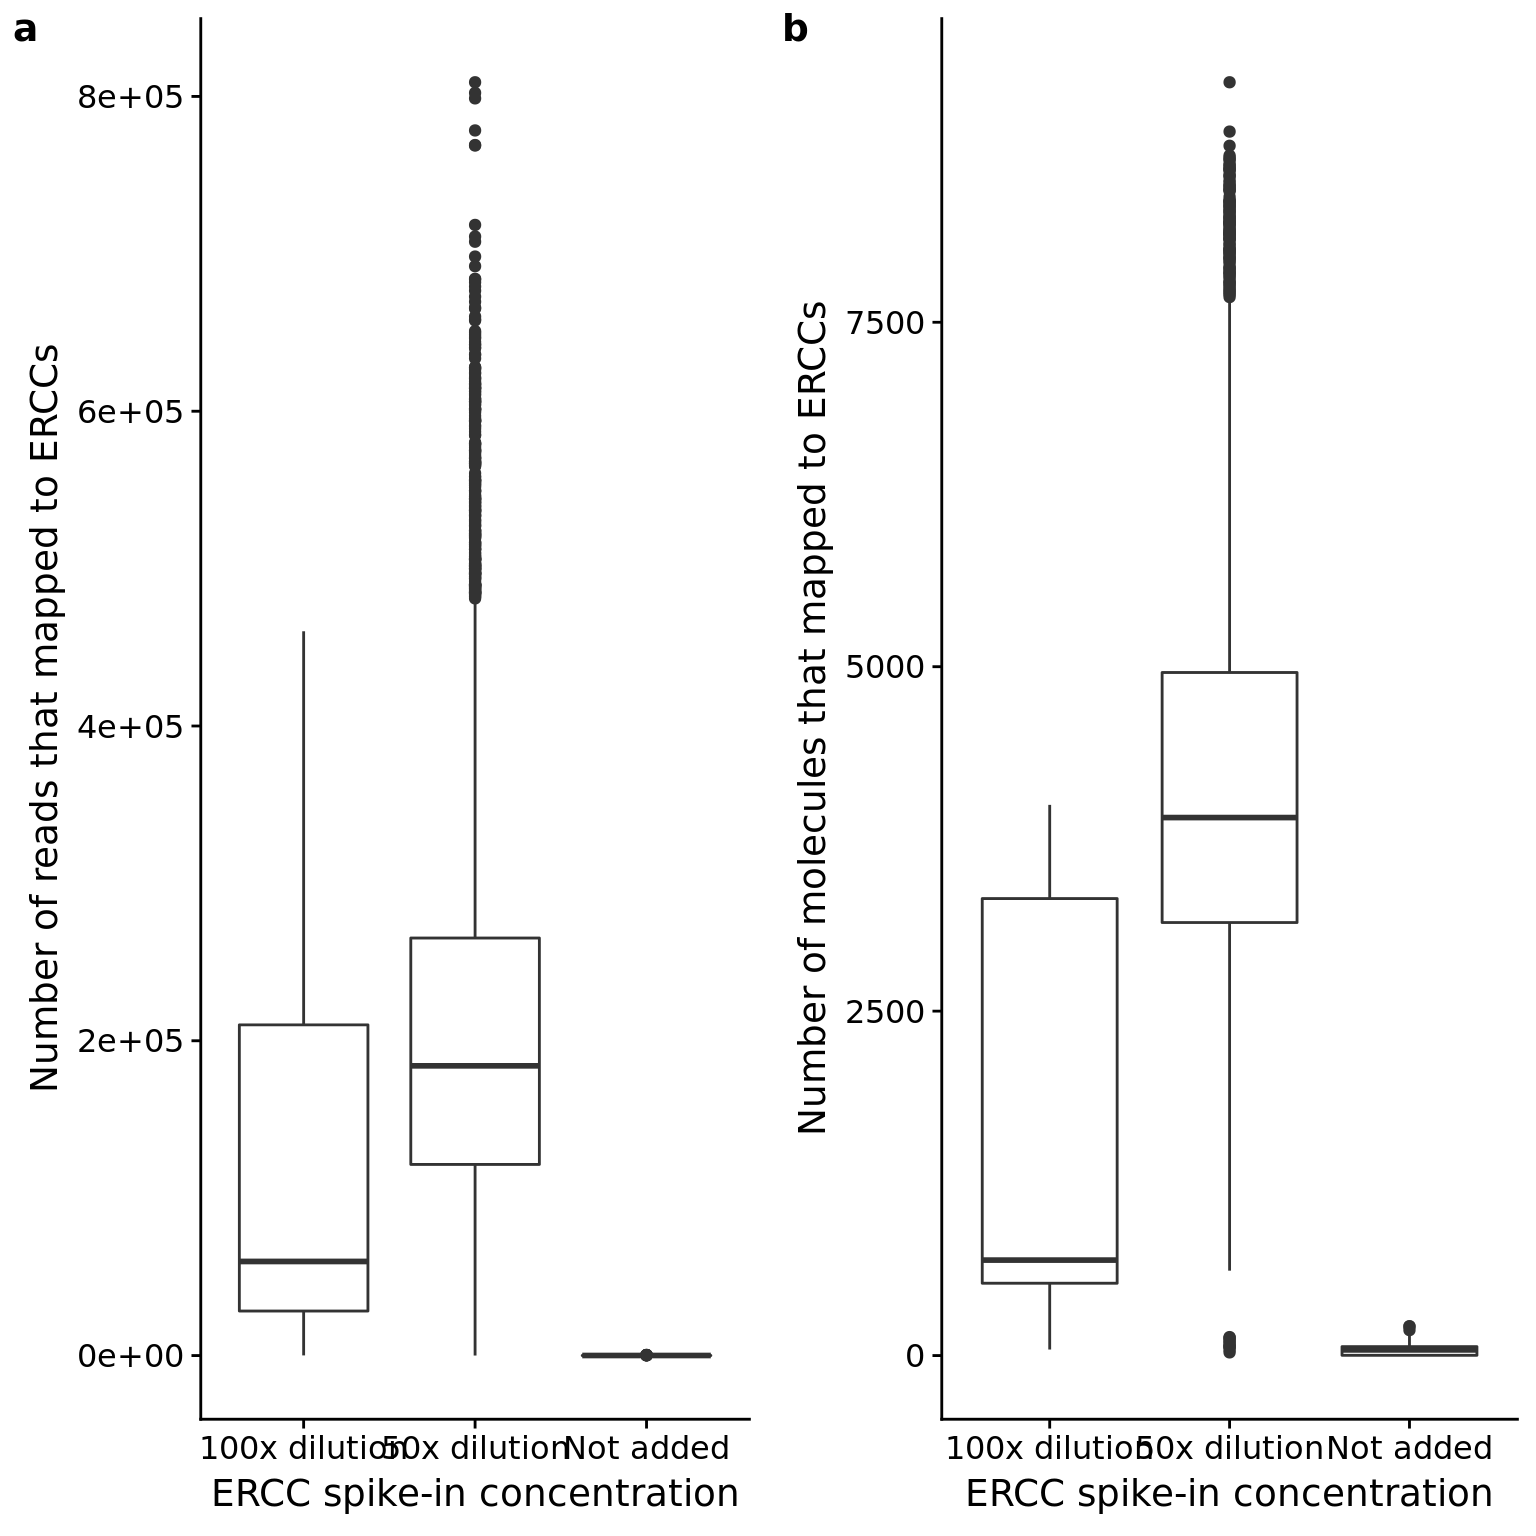 a
Number of reads that mapped to ERCCs
8e+05
6e+05
4e+05
2e+05
0e+00
100x dilution
50x dilution
Not added
ERCC spike-in concentration
b
Number of molecules that mapped to ERCCs
7500
5000
2500
0
100x dilution
50x dilution
Not added
ERCC spike-in concentration